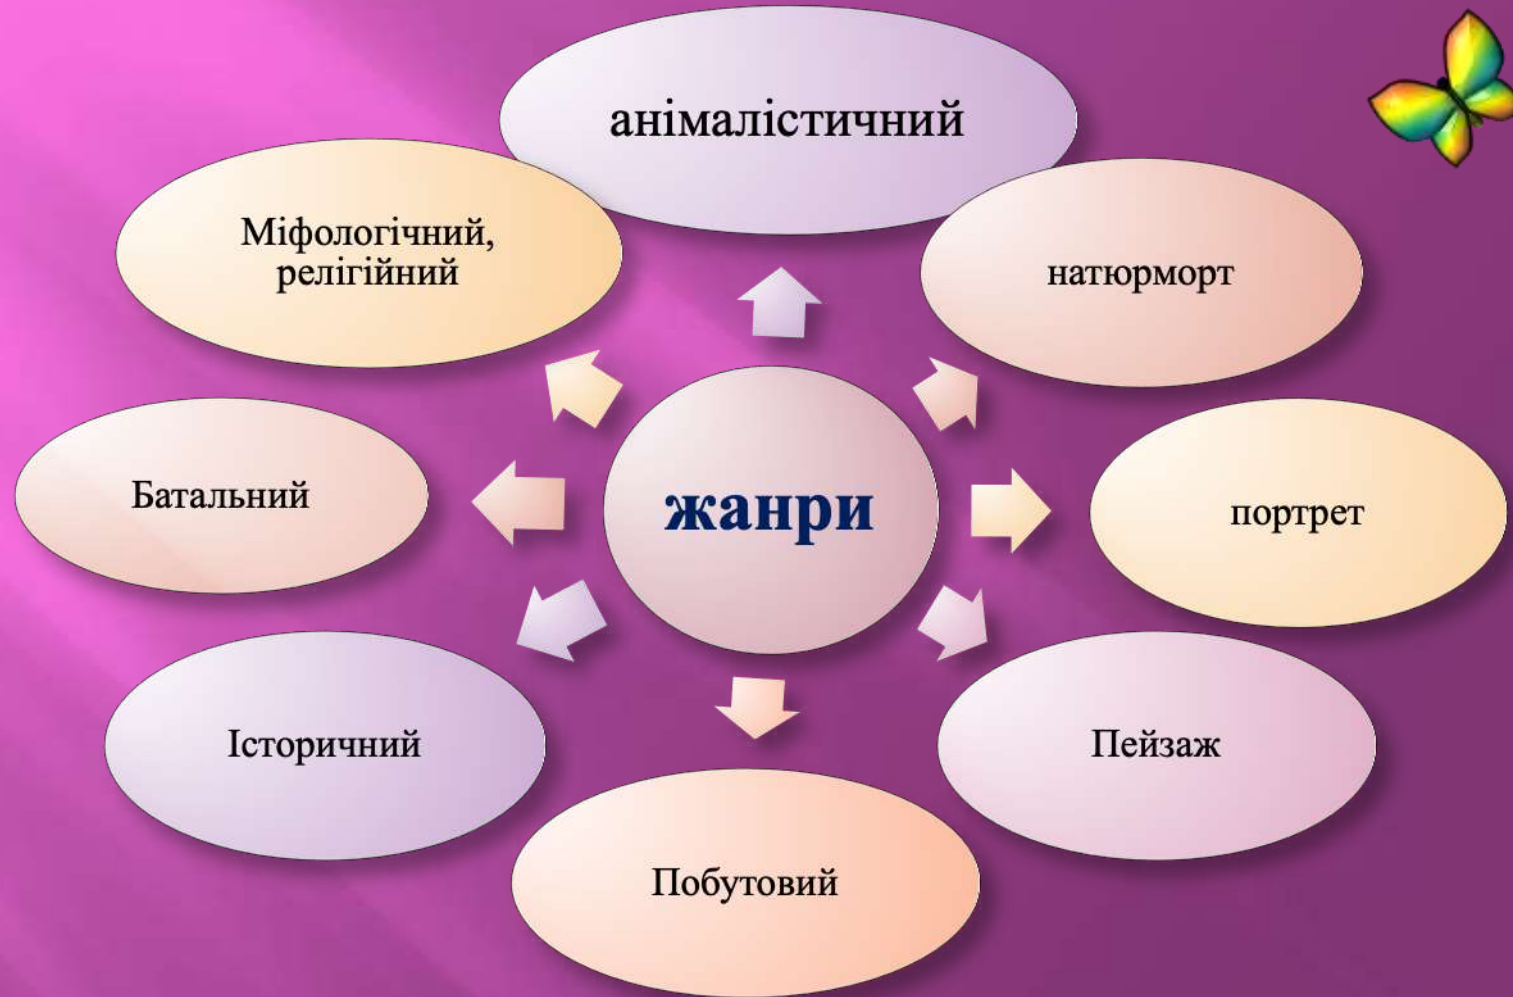 анімалістичний
Міфологічний,
релігійний
натюрморт
Батальний
жанри
портрет
Історичний
Пейзаж
Побутовий